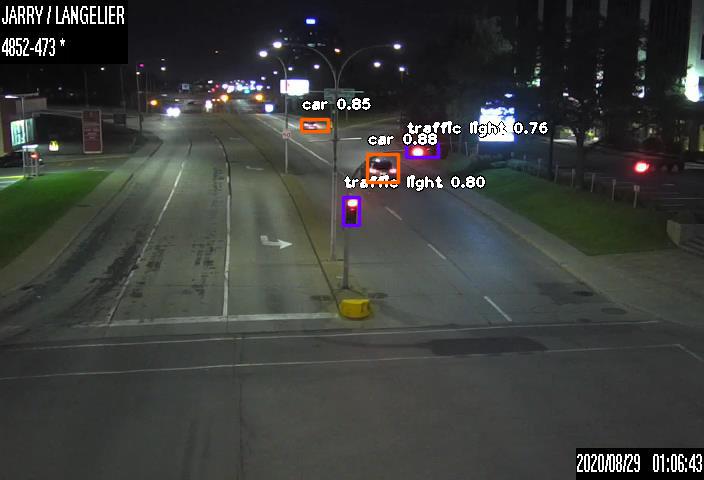 JARRY / LANGELIER
4852-473 *
car 0.85
traffic light 0.76
car 0.88
traffic light 0.80
2020/08/29 01:06:43